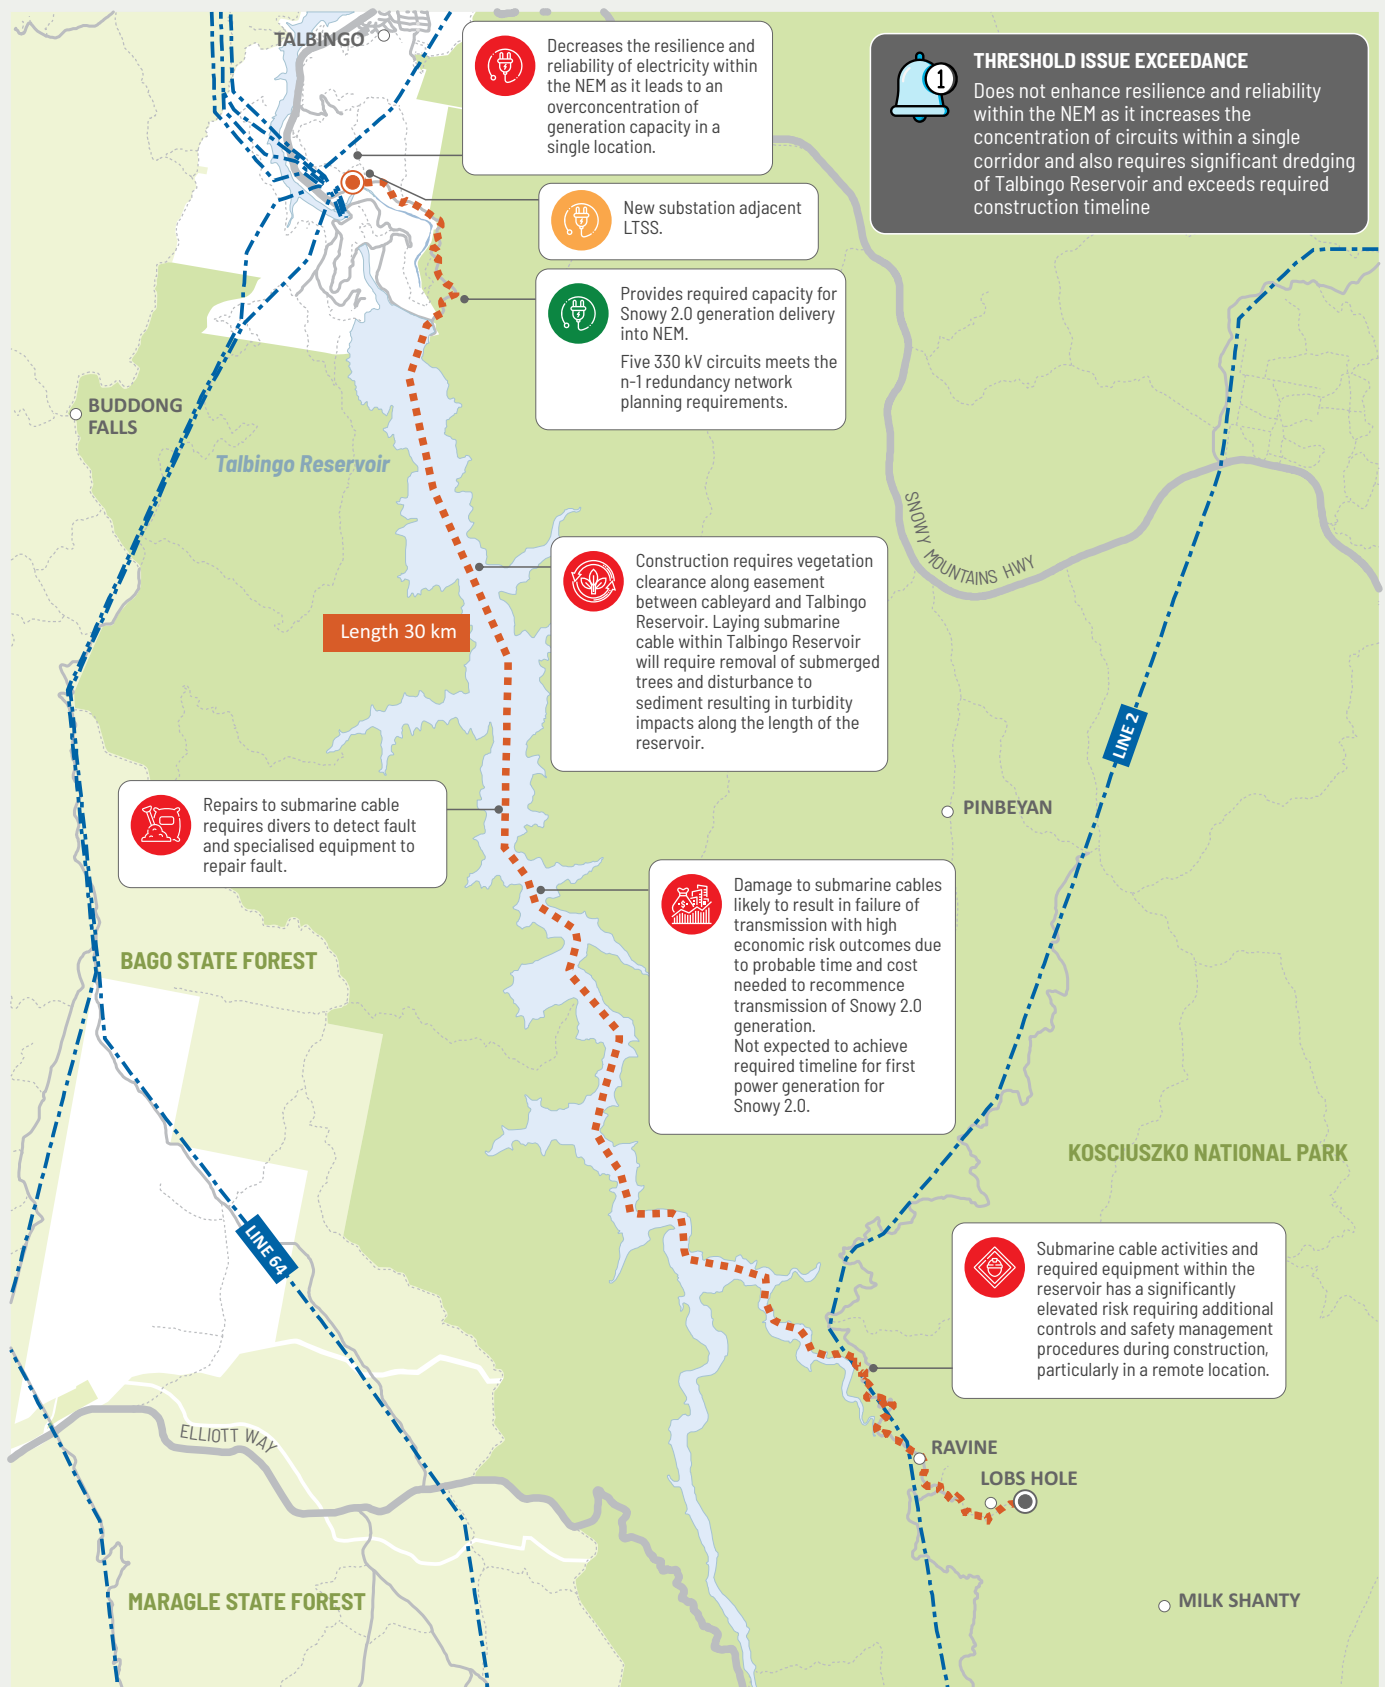 TALBINGO
Decreases the resilience and
reliability of electricity within
the NEM as it leads to an
overconcentration of
generation capacity in a
single location.
1
THRESHOLD ISSUE EXCEEDANCE
Does not enhance resilience and reliability
within the NEM as it increases the
concentration of circuits within a single
corridor and also requires significant dredging
of Talbingo Reservoir and exceeds required
construction timeline
New substation adjacent
LTSS.
Provides required capacity for
Snowy 2.0 generation delivery
into NEM.
Five 330 kV circuits meets the
n-1 redundancy network
planning requirements.
BUDDONG
FALLS
Talbingo Reservoir
SNOWY MOUNTAINS HWY
Construction requires vegetation
clearance along easement
between cableyard and Talbingo
Reservoir. Laying submarine
cable within Talbingo Reservoir
will require removal of submerged
trees and disturbance to
sediment resulting in turbidity
impacts along the length of the
reservoir.
Length 30 km
LINE 2
Repairs to submarine cable
requires divers to detect fault
and specialised equipment to
repair fault.
PINBEYAN
Damage to submarine cables
likely to result in failure of
transmission with high
economic risk outcomes due
to probable time and cost
needed to recommence
transmission of Snowy 2.0
generation.
Not expected to achieve
required timeline for first
power generation for
Snowy 2.0.
BAGO STATE FOREST
KOSCIUSZKO NATIONAL PARK
LINE 64
Submarine cable activities and
required equipment within the
reservoir has a significantly
elevated risk requiring additional
controls and safety management
procedures during construction,
particularly in a remote location.
ELLIOTT WAY
RAVINE
LOBS HOLE
MARAGLE STATE FOREST
MILK SHANTY